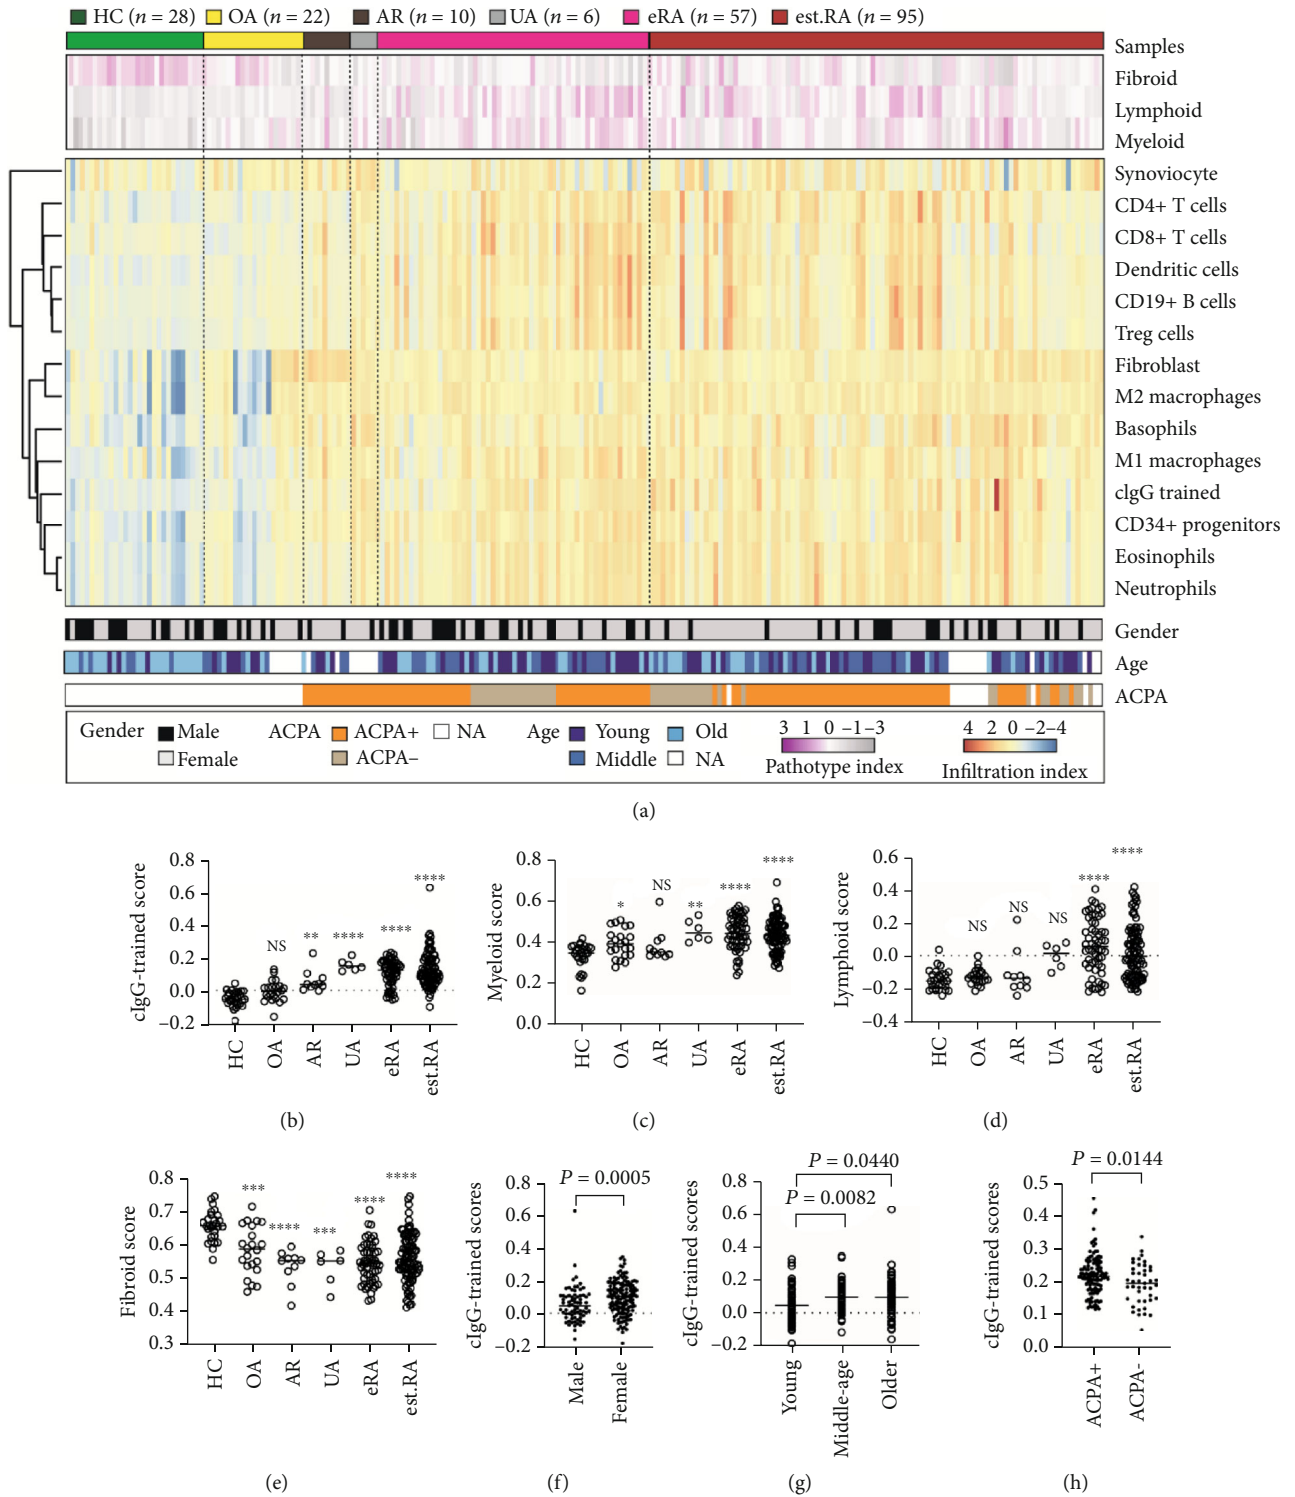 HC (n = 28) OA (n = 22) AR (n = 10) UA (n = 6) eRA (n = 57) est.RA (n = 95)
Samples
Fibroid
Lymphoid
Myeloid
Synoviocyte
CD4+ T cells
CD8+ T cells
Dendritic cells
CD19+ B cells
Treg cells
Fibroblast
M2 macrophages
Basophils
M1 macrophages
cIgG trained
CD34+ progenitors
Eosinophils
Neutrophils
Gender
Age
ACPA
Gender Male ACPA ACPA+ NA Age Young Old 3 1 0 –1–3 4 2 0 –2–4
Female ACPA– Middle NA Pathotype index Infiltration index
(a)
cIgG-trained score
0.8
0.6
0.4
0.2
0.0
–0.2
NS ** **** **** ****
HC OA AR UA eRA est.RA
(b)
Myeloid score
0.8
0.6
0.4
0.2
0.0
* NS ** **** ****
HC OA AR UA eRA est.RA
(c)
Lymphoid score
0.6
0.4
0.2
0.0
–0.2
–0.4
NS NS NS **** ****
HC OA AR UA eRA est.RA
(d)
Fibroid score
0.8
0.7
0.6
0.5
0.4
0.3
*** **** *** **** ****
HC OA AR UA eRA est.RA
(e)
cIgG-trained scores
P = 0.0005
0.8
0.6
0.4
0.2
0.0
–0.2
Male Female
(f)
cIgG-trained scores
P = 0.0440
P = 0.0082
0.8
0.6
0.4
0.2
0.0
–0.2
Young Middle-age Older
(g)
cIgG-trained scores
P = 0.0144
0.5
0.4
0.3
0.2
0.1
0.0
ACPA+ ACPA-
(h)